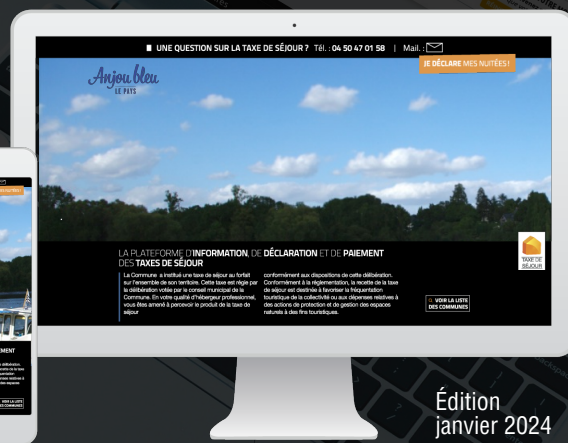 UNE QUESTION SUR LA TAXE DE SÉJOUR ? Tél. : 04 50 47 01 58 | Mail. :
JE DÉCLARE MES NUITÉES !
Anjou bleu
LE PAYS
LA PLATEFORME D'INFORMATION, DE DÉCLARATION ET DE PAIEMENT
DES TAXES DE SÉJOUR
La Commune a institué une taxe de séjour au forfait
sur l'ensemble de son territoire. Cette taxe est régie par
la délibération votée par le conseil municipal de la
Commune. En votre qualité d'hébergeur professionnel,
vous êtes amené à percevoir le produit de la taxe de
séjour
conformément aux dispositions de cette délibération.
Conformément à la réglementation, la recette de la taxe
de séjour est destinée à favoriser la fréquentation
touristique de la collectivité ou aux dépenses relatives à
des actions de protection et de gestion des espaces
naturels à des fins touristiques.
TAXE DE
SÉJOUR
VOIR LA LISTE
DES COMMUNES
VOIR LA LISTE
DES COMMUNES
Édition
janvier 2024